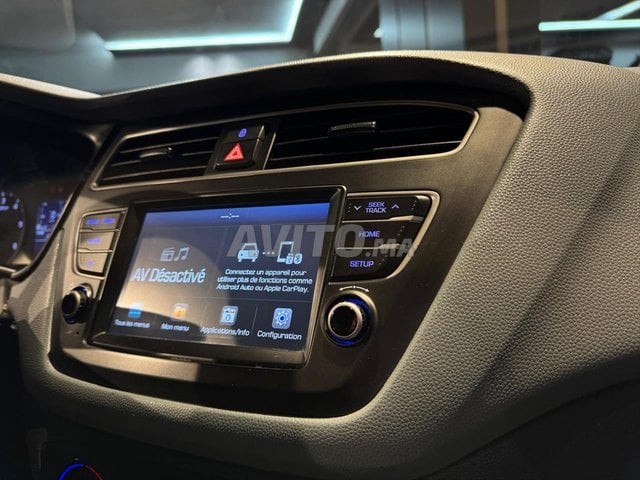 SEEK
TRACK
HOME
SETUP
--:--
AV Désactivé
Connectez un appareil pour
utiliser plus de fonctions comme
Android Auto ou Apple CarPlay.
Tous les menus
Mon menu
Applications/Info
Configuration
AVITO.MA